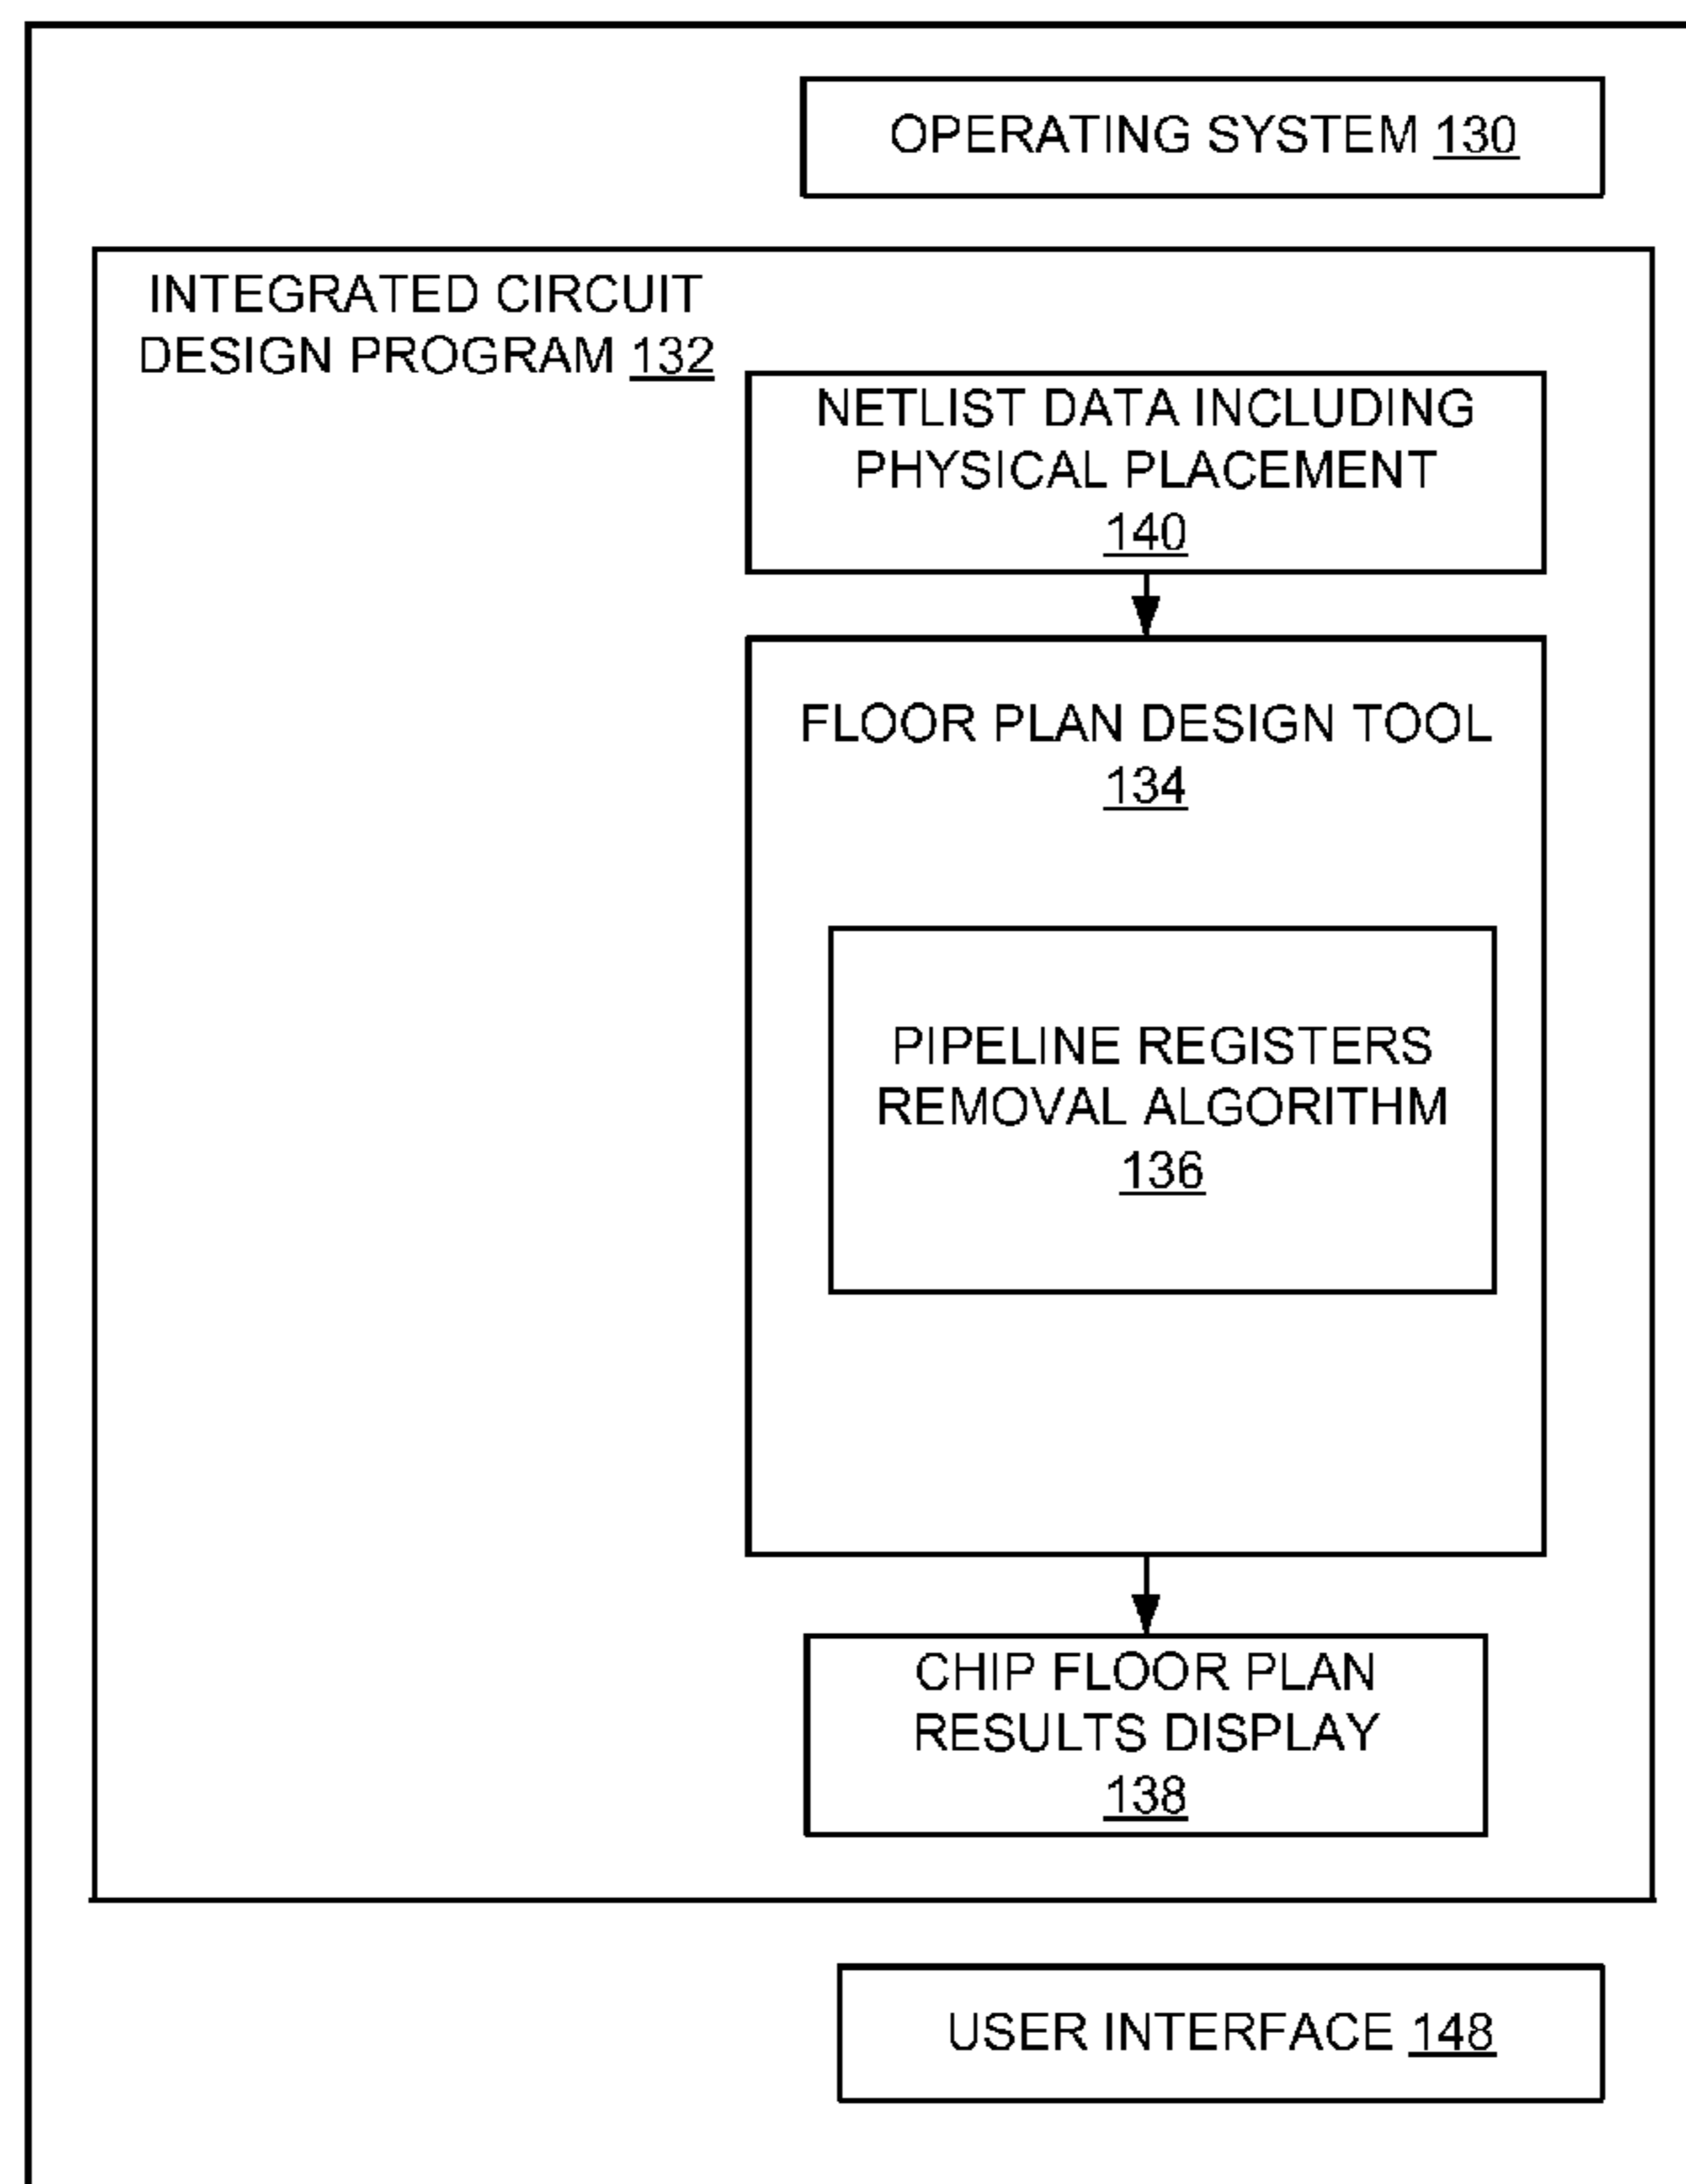 OPERATING SYSTEM 130
INTEGRATED CIRCUIT
DESIGN PROGRAM 132
NETLIST DATA INCLUDING
PHYSICAL PLACEMENT
140
FLOOR PLAN DESIGN TOOL
134
PIPELINE REGISTERS
REMOVAL ALGORITHM
136
CHIP FLOOR PLAN
RESULTS DISPLAY
138
USER INTERFACE 148